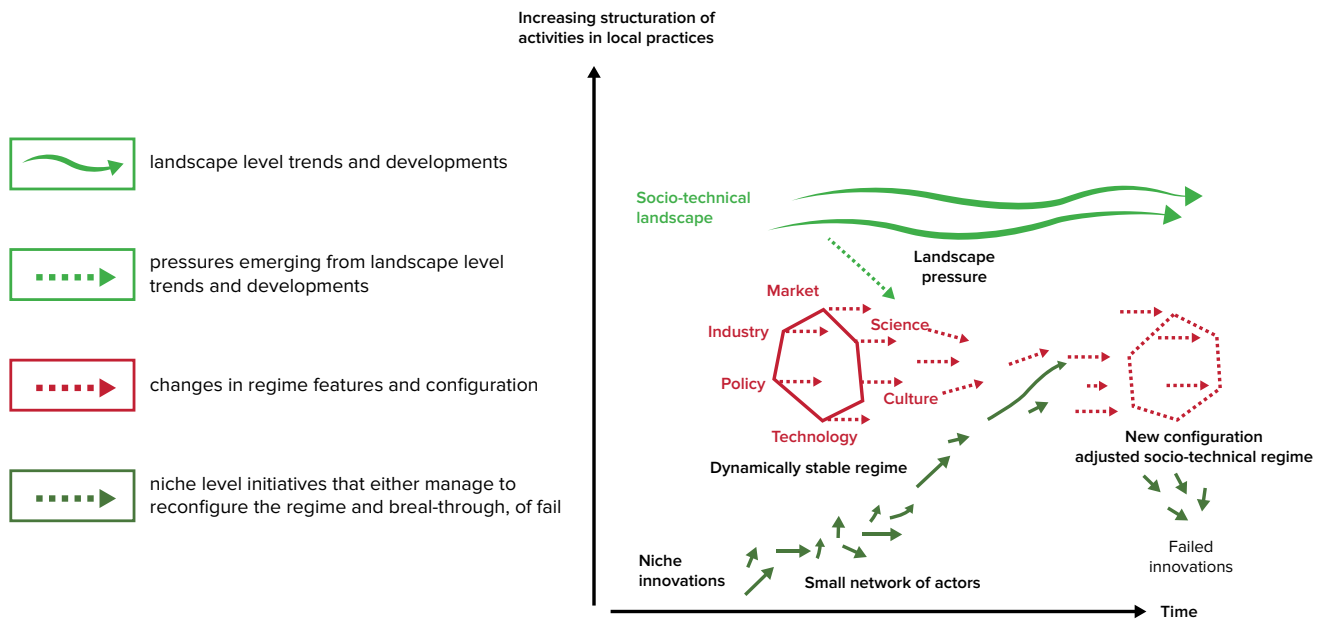 Increasing structuration of
activities in local practices
landscape level trends and developments
pressures emerging from landscape level
trends and developments
changes in regime features and configuration
niche level initiatives that either manage to
reconfigure the regime and breal-through, of fail
Socio-technical
landscape
Landscape
pressure
Market
Industry
Science
Policy
Culture
Technology
Dynamically stable regime
New configuration
adjusted socio-technical regime
Niche
innovations
Small network of actors
Failed
innovations
Time